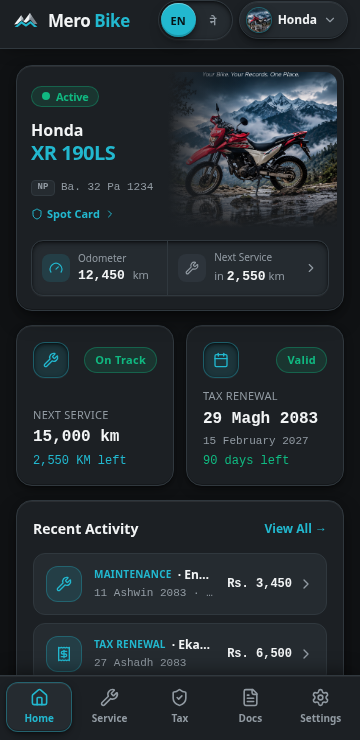 Mero Bike
EN
ने
Honda
Your Bike. Your Records. One Place.
Active
Honda
XR 190LS
NP Ba. 32 Pa 1234
Spot Card
Odometer
12,450 km
Next Service
in 2,550 km
On Track
NEXT SERVICE
15,000 km
2,550 KM left
Valid
TAX RENEWAL
29 Magh 2083
15 February 2027
90 days left
Recent Activity
View All →
MAINTENANCE · En...
11 Ashwin 2083 · …
Rs. 3,450
TAX RENEWAL · Eka...
27 Ashadh 2083
Rs. 6,500
Home
Service
Tax
Docs
Settings